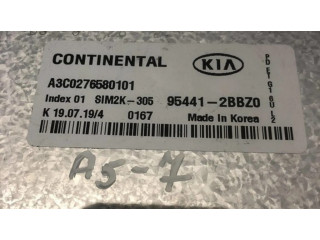 CONTINENTAL
KIA
A3C0276580101
Index 01 SIM2K-305
95441-2BBZ0
K 19.07.19/4 0167 Made in Korea
A5-7